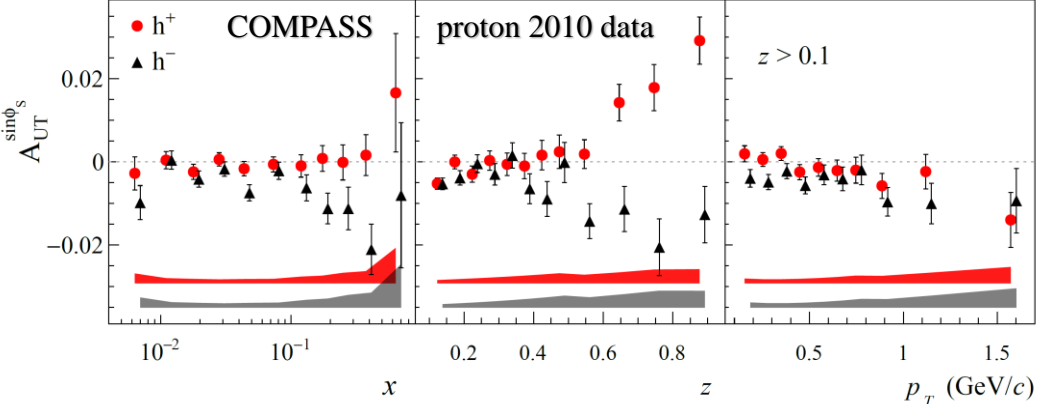 h⁺ COMPASS proton 2010 data
h⁻ z > 0.1
0.02
0
−0.02
A_UT^sinϕ_S
10⁻² 10⁻¹ 0.2 0.4 0.6 0.8 0.5 1 1.5
x z p_T (GeV/c)